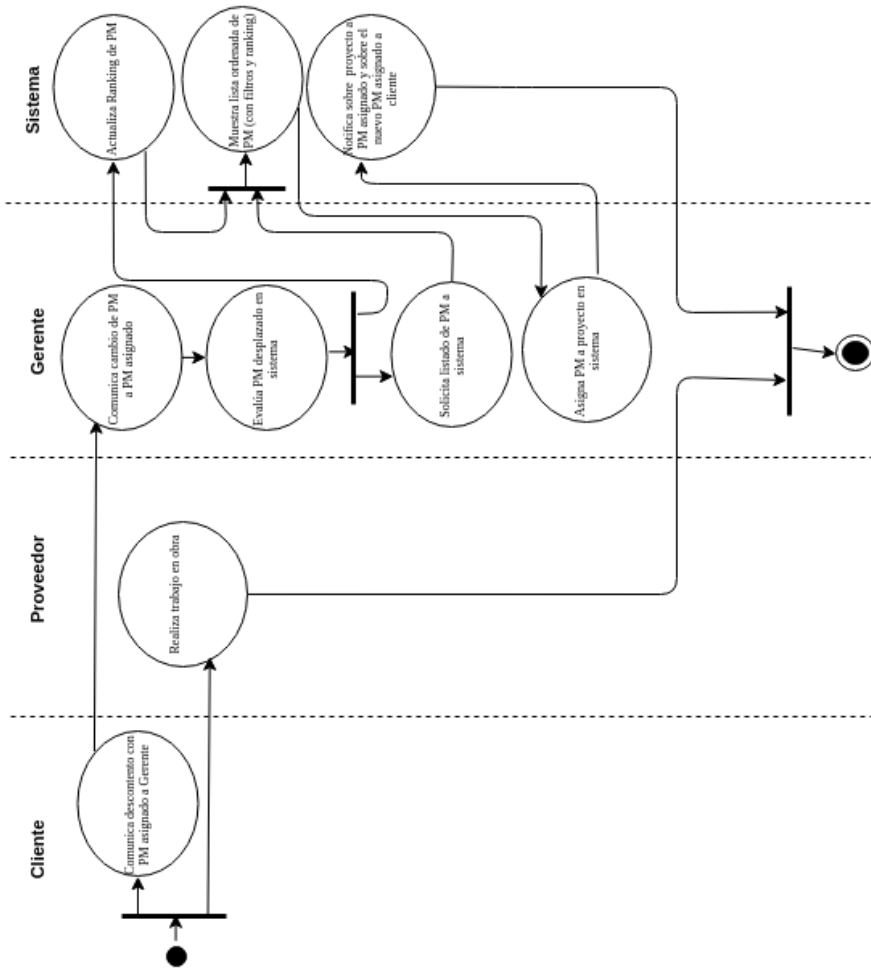 Cliente
Proveedor
Gerente
Sistema
Comunica descontento con
PM asignado a Gerente
Realiza trabajo en obra
Comunica cambio de PM
a PM asignado
Evalúa PM desplazado en
sistema
Solicita listado de PM a
sistema
Asigna PM a proyecto en
sistema
Actualiza Ranking de PM
Muestra lista ordenada de
PM (con filtros y ranking)
Notifica sobre proyecto a
PM asignado y sobre el
nuevo PM asignado a
cliente